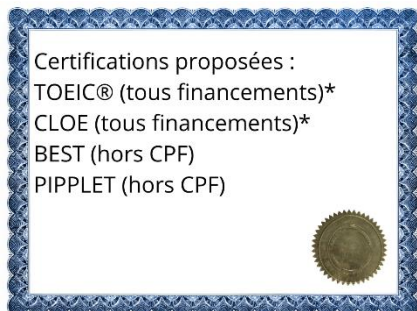 Certifications proposées :
TOEIC® (tous financements)*
CLOE (tous financements)*
BEST (hors CPF)
PIPPLET (hors CPF)